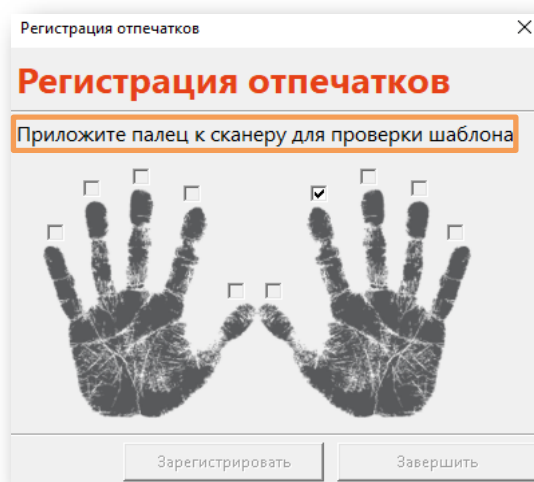 Регистрация отпечатков
Регистрация отпечатков
Приложите палец к сканеру для проверки шаблона
Зарегистрировать
Завершить